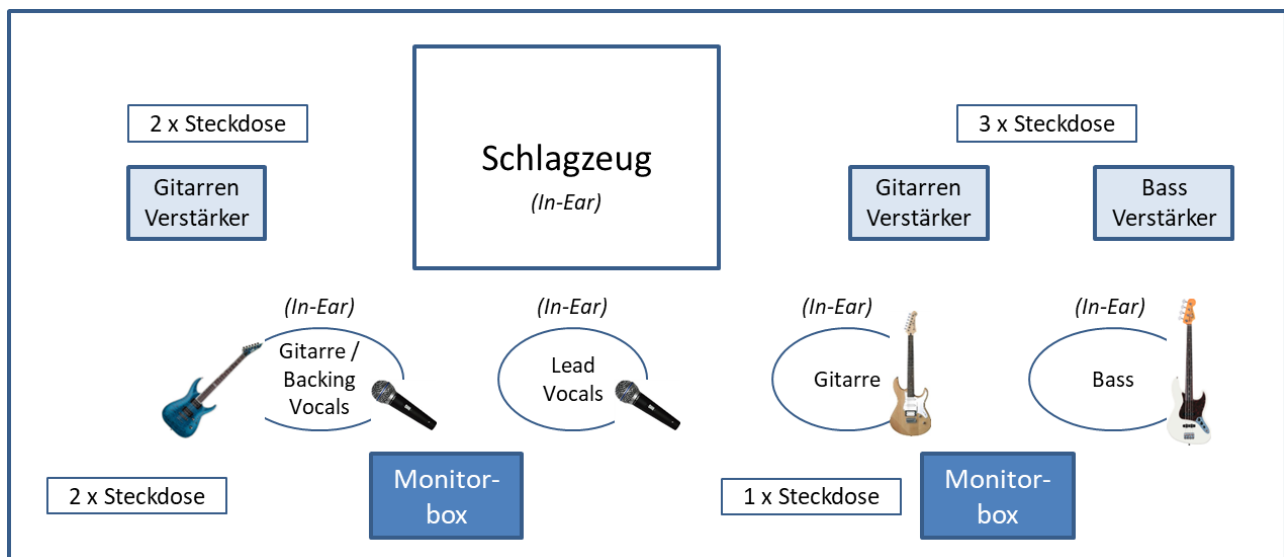 2 x Steckdose
Schlagzeug
(In-Ear)
3 x Steckdose
Gitarren
Verstärker
Gitarren
Verstärker
Bass
Verstärker
(In-Ear)
Gitarre /
Backing
Vocals
(In-Ear)
Lead
Vocals
(In-Ear)
Gitarre
(In-Ear)
Bass
2 x Steckdose
Monitor-
box
1 x Steckdose
Monitor-
box